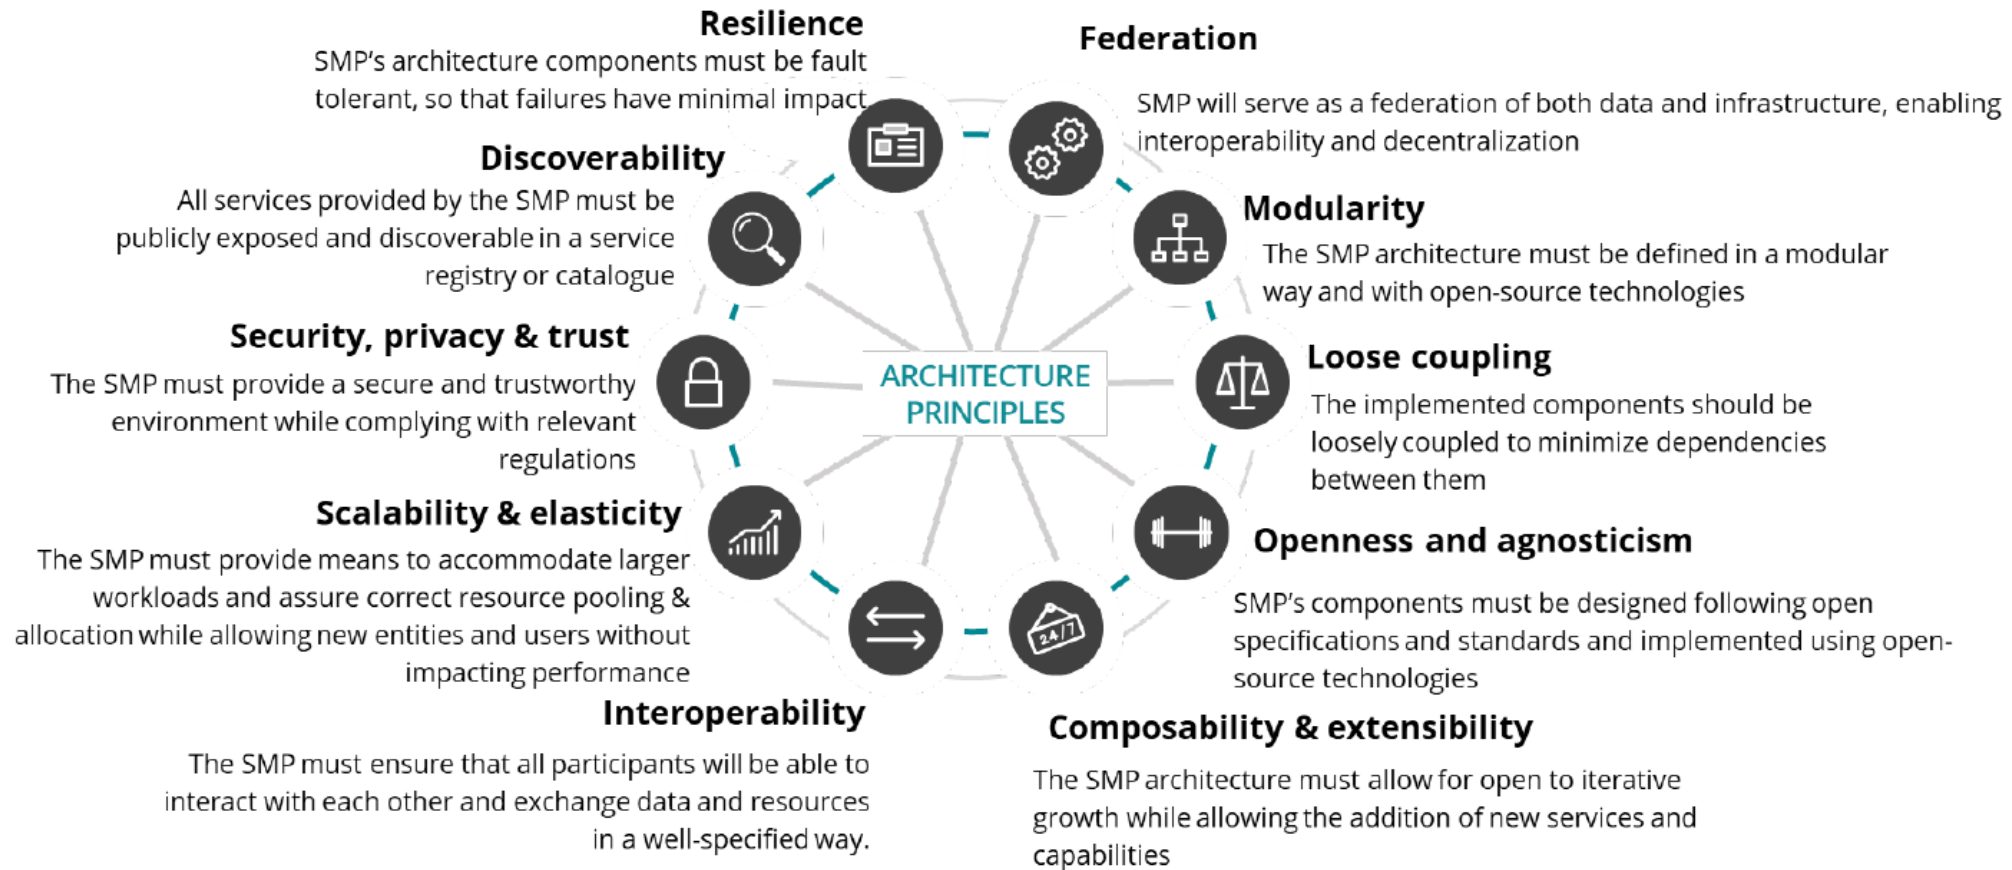 Resilience
SMP's architecture components must be fault
tolerant, so that failures have minimal impact
Federation
SMP will serve as a federation of both data and infrastructure, enabling
interoperability and decentralization
Discoverability
All services provided by the SMP must be
publicly exposed and discoverable in a service
registry or catalogue
Modularity
The SMP architecture must be defined in a modular
way and with open-source technologies
Security, privacy & trust
The SMP must provide a secure and trustworthy
environment while complying with relevant
regulations
ARCHITECTURE
PRINCIPLES
Loose coupling
The implemented components should be
loosely coupled to minimize dependencies
between them
Scalability & elasticity
The SMP must provide means to accommodate larger
workloads and assure correct resource pooling &
allocation while allowing new entities and users without
impacting performance
Openness and agnosticism
SMP's components must be designed following open
specifications and standards and implemented using open-
source technologies
24/7
Interoperability
The SMP must ensure that all participants will be able to
interact with each other and exchange data and resources
in a well-specified way.
Composability & extensibility
The SMP architecture must allow for open to iterative
growth while allowing the addition of new services and
capabilities